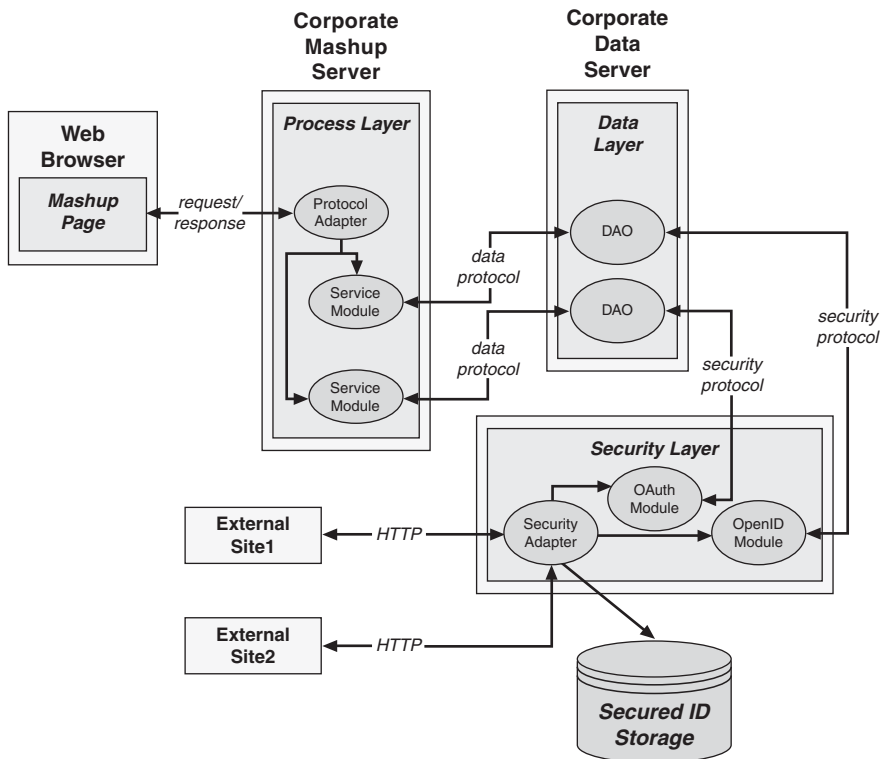 Corporate
Mashup
Server
Corporate
Data
Server
Web
Browser
Mashup
Page
request/
response
Process Layer
Protocol
Adapter
Service
Module
Service
Module
data
protocol
data
protocol
Data
Layer
DAO
DAO
security
protocol
security
protocol
Security Layer
OAuth
Module
Security
Adapter
OpenID
Module
External
Site1
HTTP
External
Site2
HTTP
Secured ID
Storage